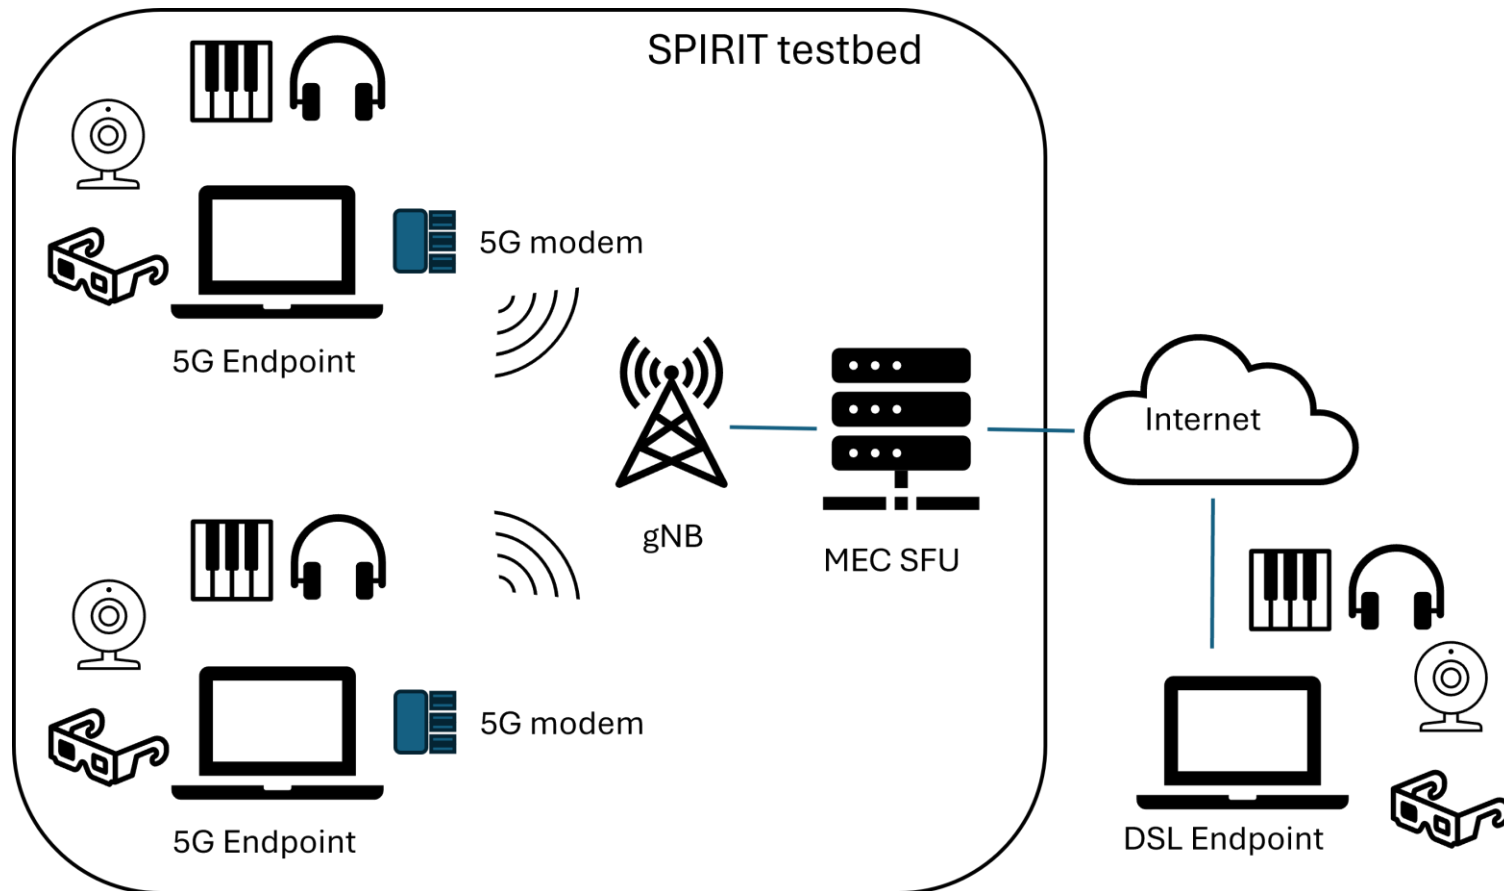 SPIRIT testbed
5G modem
5G Endpoint
gNB
MEC SFU
Internet
5G modem
5G Endpoint
DSL Endpoint